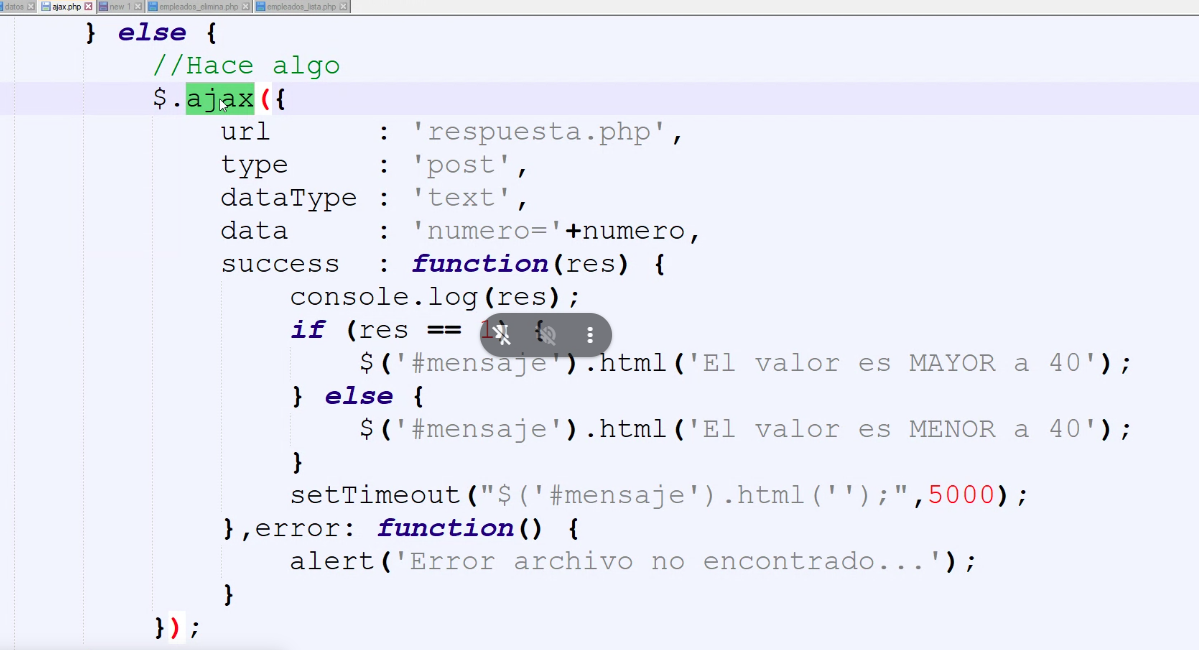 datos ajax.php new 1 empleados_elimina.php empleados_lista.php
} else {
//Hace algo
$.ajax({
url : 'respuesta.php',
type : 'post',
dataType : 'text',
data : 'numero='+numero,
success : function(res) {
console.log(res);
if (res == 1) {
$('#mensaje').html('El valor es MAYOR a 40');
} else {
$('#mensaje').html('El valor es MENOR a 40');
}
setTimeout("$('#mensaje').html('');",5000);
},error: function() {
alert('Error archivo no encontrado...');
}
});